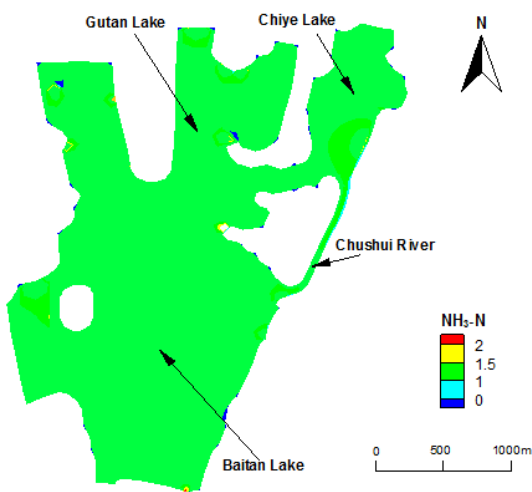 Gutan Lake
Chiye Lake
N
Chushui River
NH₃-N
2
1.5
1
0
Baitan Lake
0 500 1000m